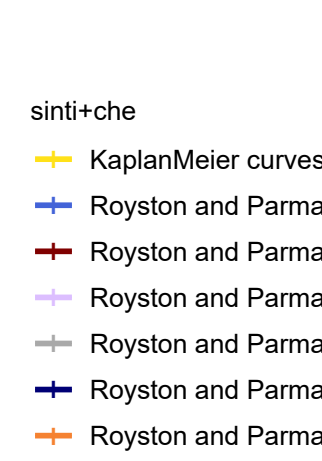 sinti+che
KaplanMeier curves
Royston and Parma
Royston and Parma
Royston and Parma
Royston and Parma
Royston and Parma
Royston and Parma